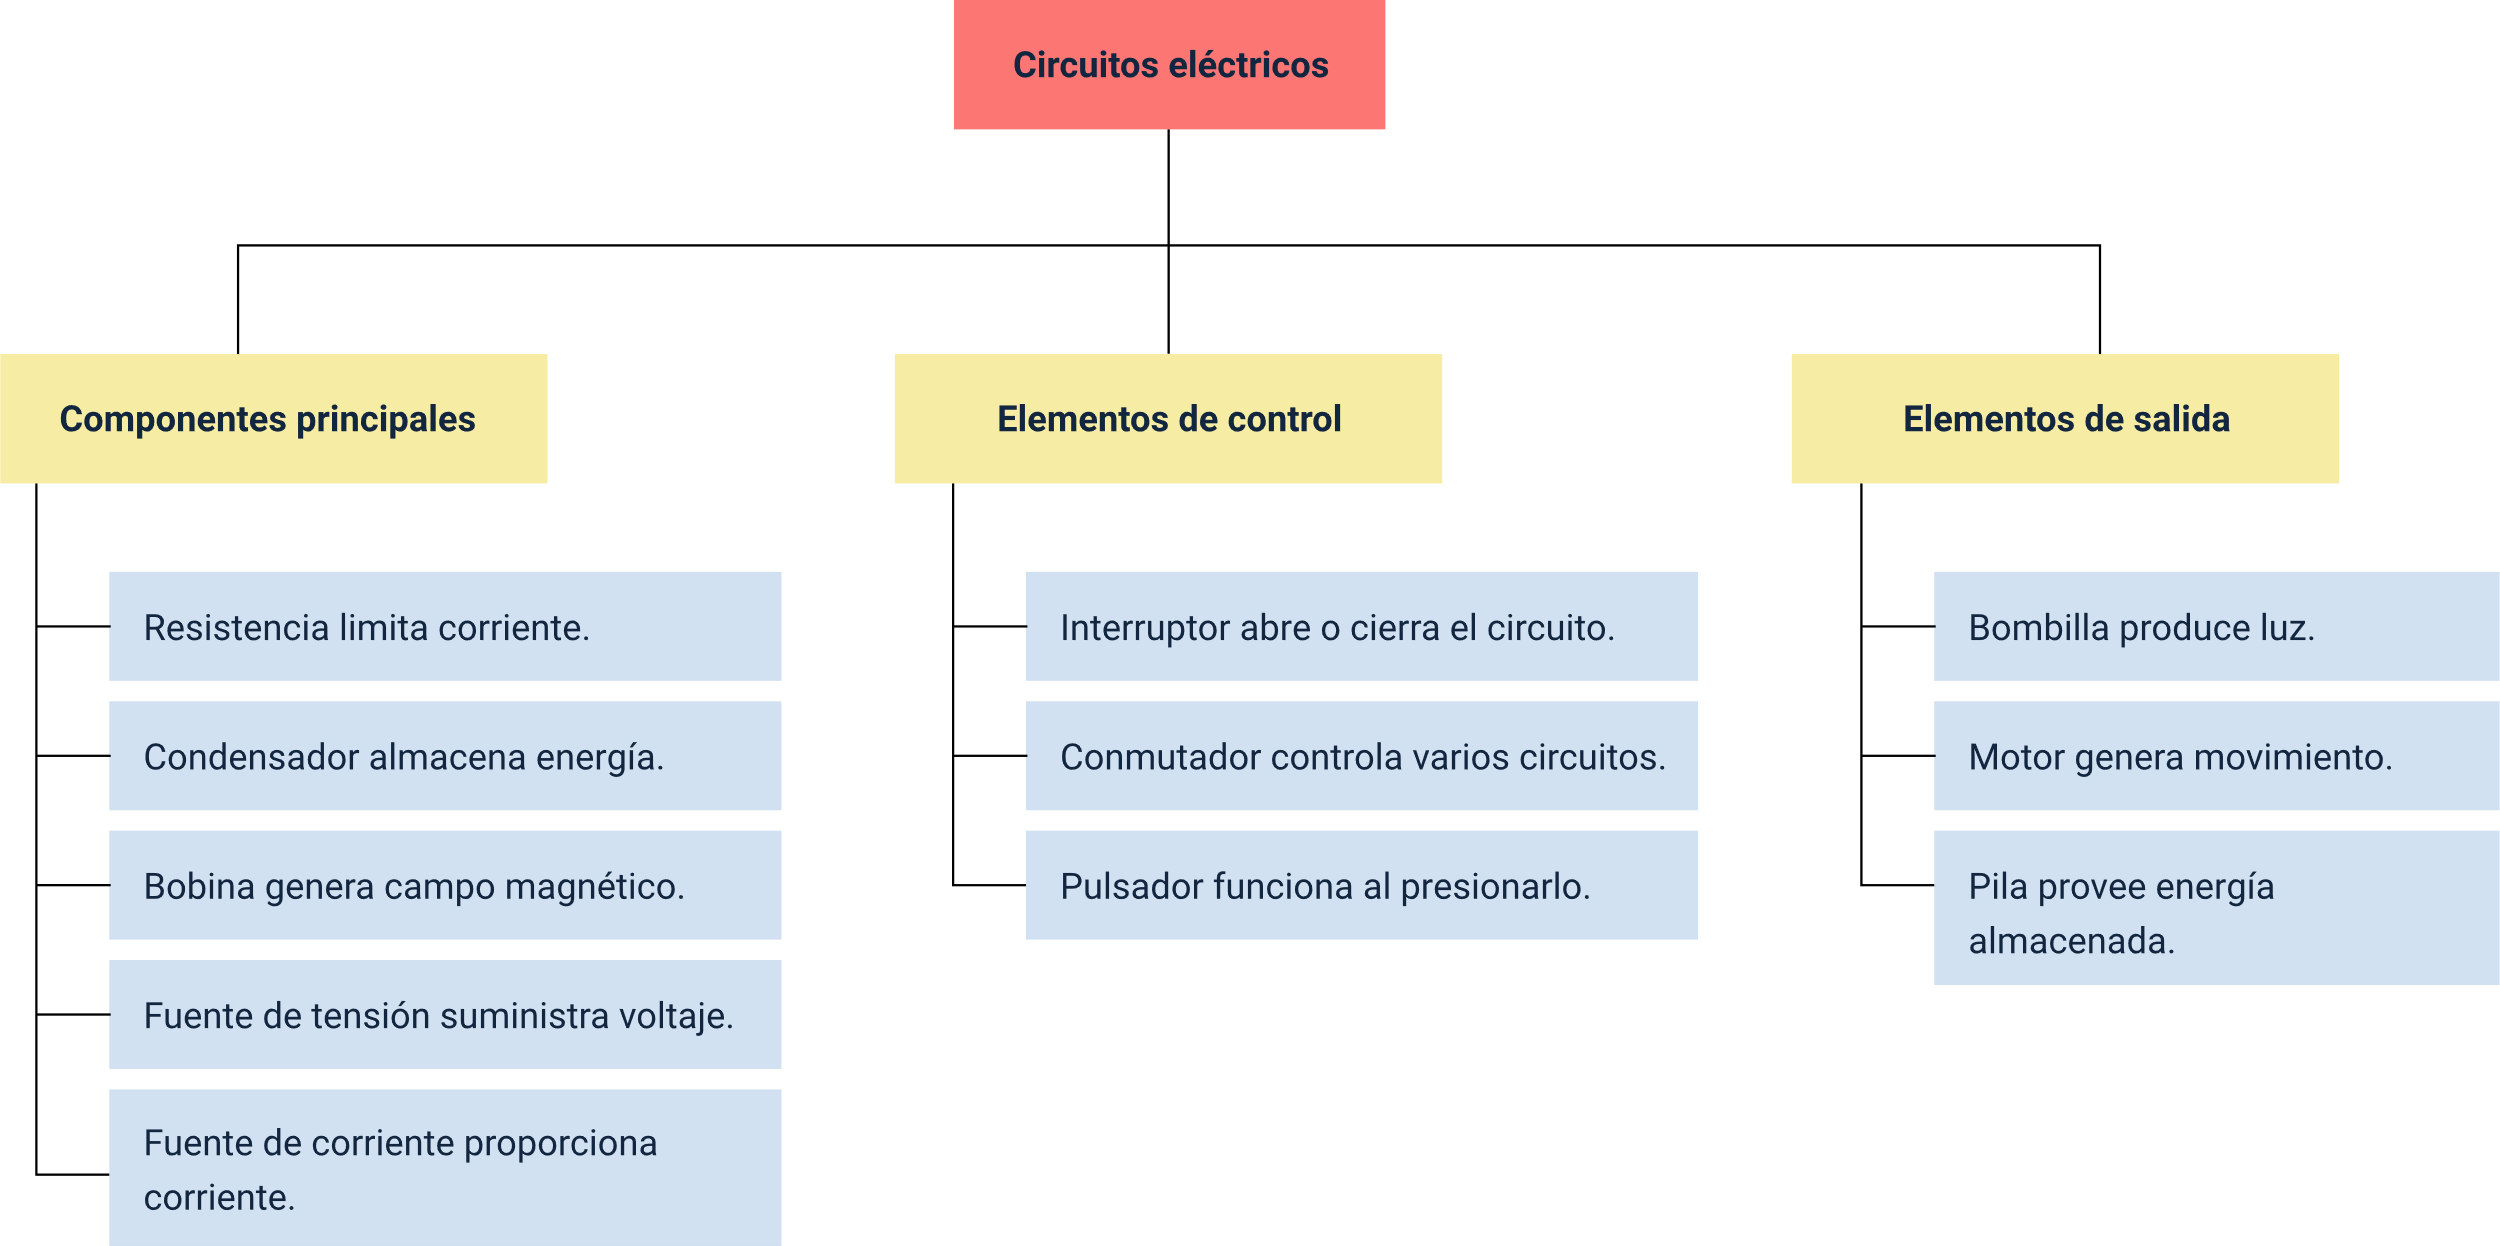 Circuitos eléctricos
Componentes principales
Resistencia limita corriente.
Condensador almacena energía.
Bobina genera campo magnético.
Fuente de tensión suministra voltaje.
Fuente de corriente proporciona
corriente.
Elementos de control
Interruptor abre o cierra el circuito.
Conmutador controla varios circuitos.
Pulsador funciona al presionarlo.
Elementos de salida
Bombilla produce luz.
Motor genera movimiento.
Pila provee energía
almacenada.